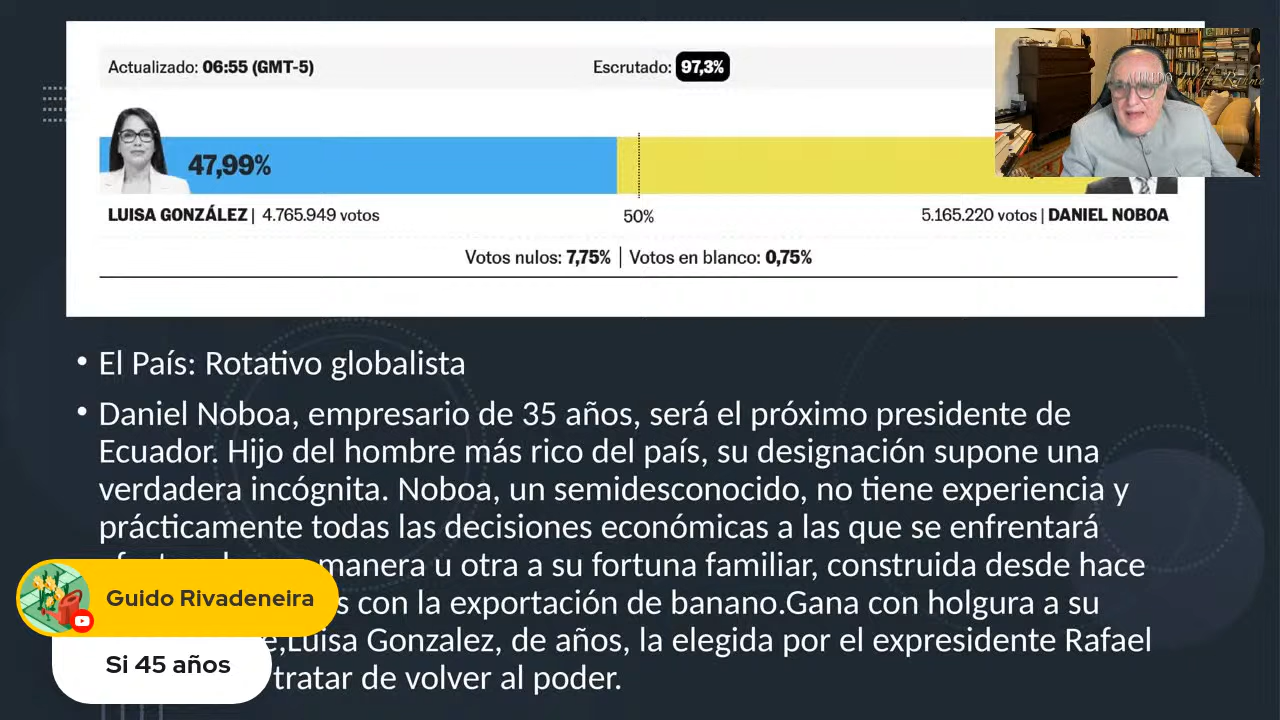 Actualizado: 06:55 (GMT-5)
Escrutado: 97,3%
47,99%
LUISA GONZÁLEZ | 4.765.949 votos
50%
5.165.220 votos | DANIEL NOBOA
Votos nulos: 7,75% | Votos en blanco: 0,75%
• El País: Rotativo globalista
• Daniel Noboa, empresario de 35 años, será el próximo presidente de
Ecuador. Hijo del hombre más rico del país, su designación supone una
verdadera incógnita. Noboa, un semidesconocido, no tiene experiencia y
prácticamente todas las decisiones económicas a las que se enfrentará
manera u otra a su fortuna familiar, construida desde hace
con la exportación de banano.Gana con holgura a su
Luisa Gonzalez, de años, la elegida por el expresidente Rafael
tratar de volver al poder.
Guido Rivadeneira
Si 45 años